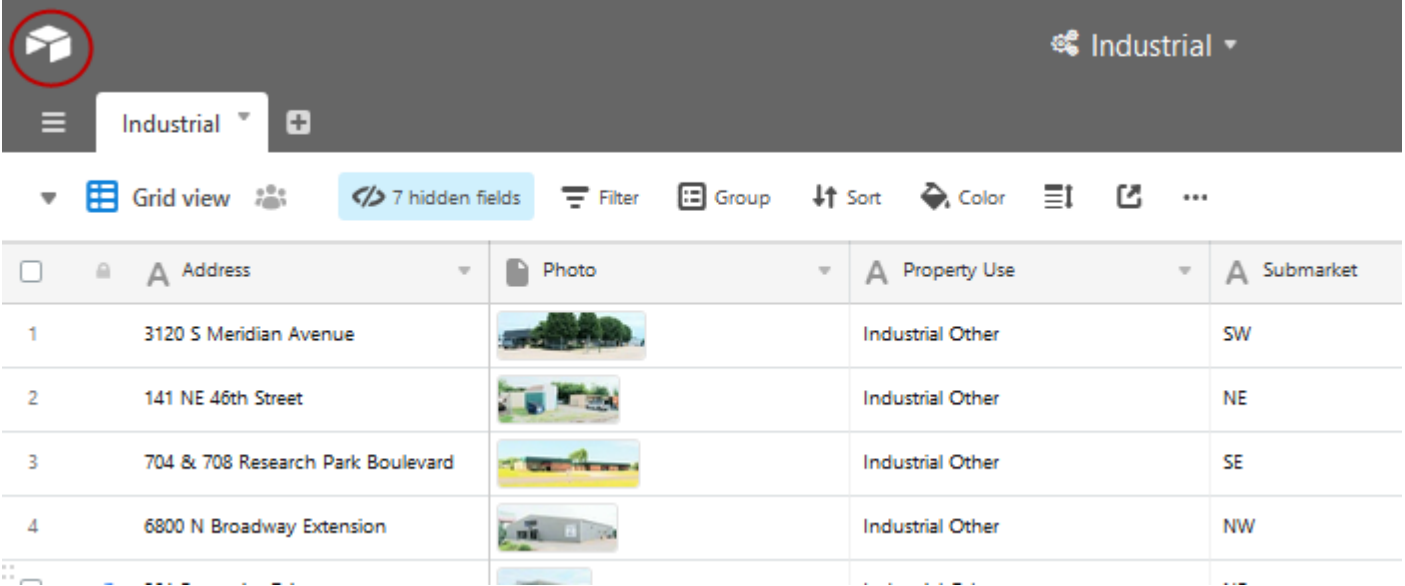 Industrial
Industrial
Grid view 7 hidden fields Filter Group Sort Color
A Address Photo A Property Use A Submarket
1 3120 S Meridian Avenue Industrial Other SW
2 141 NE 46th Street Industrial Other NE
3 704 & 708 Research Park Boulevard Industrial Other SE
4 6800 N Broadway Extension Industrial Other NW